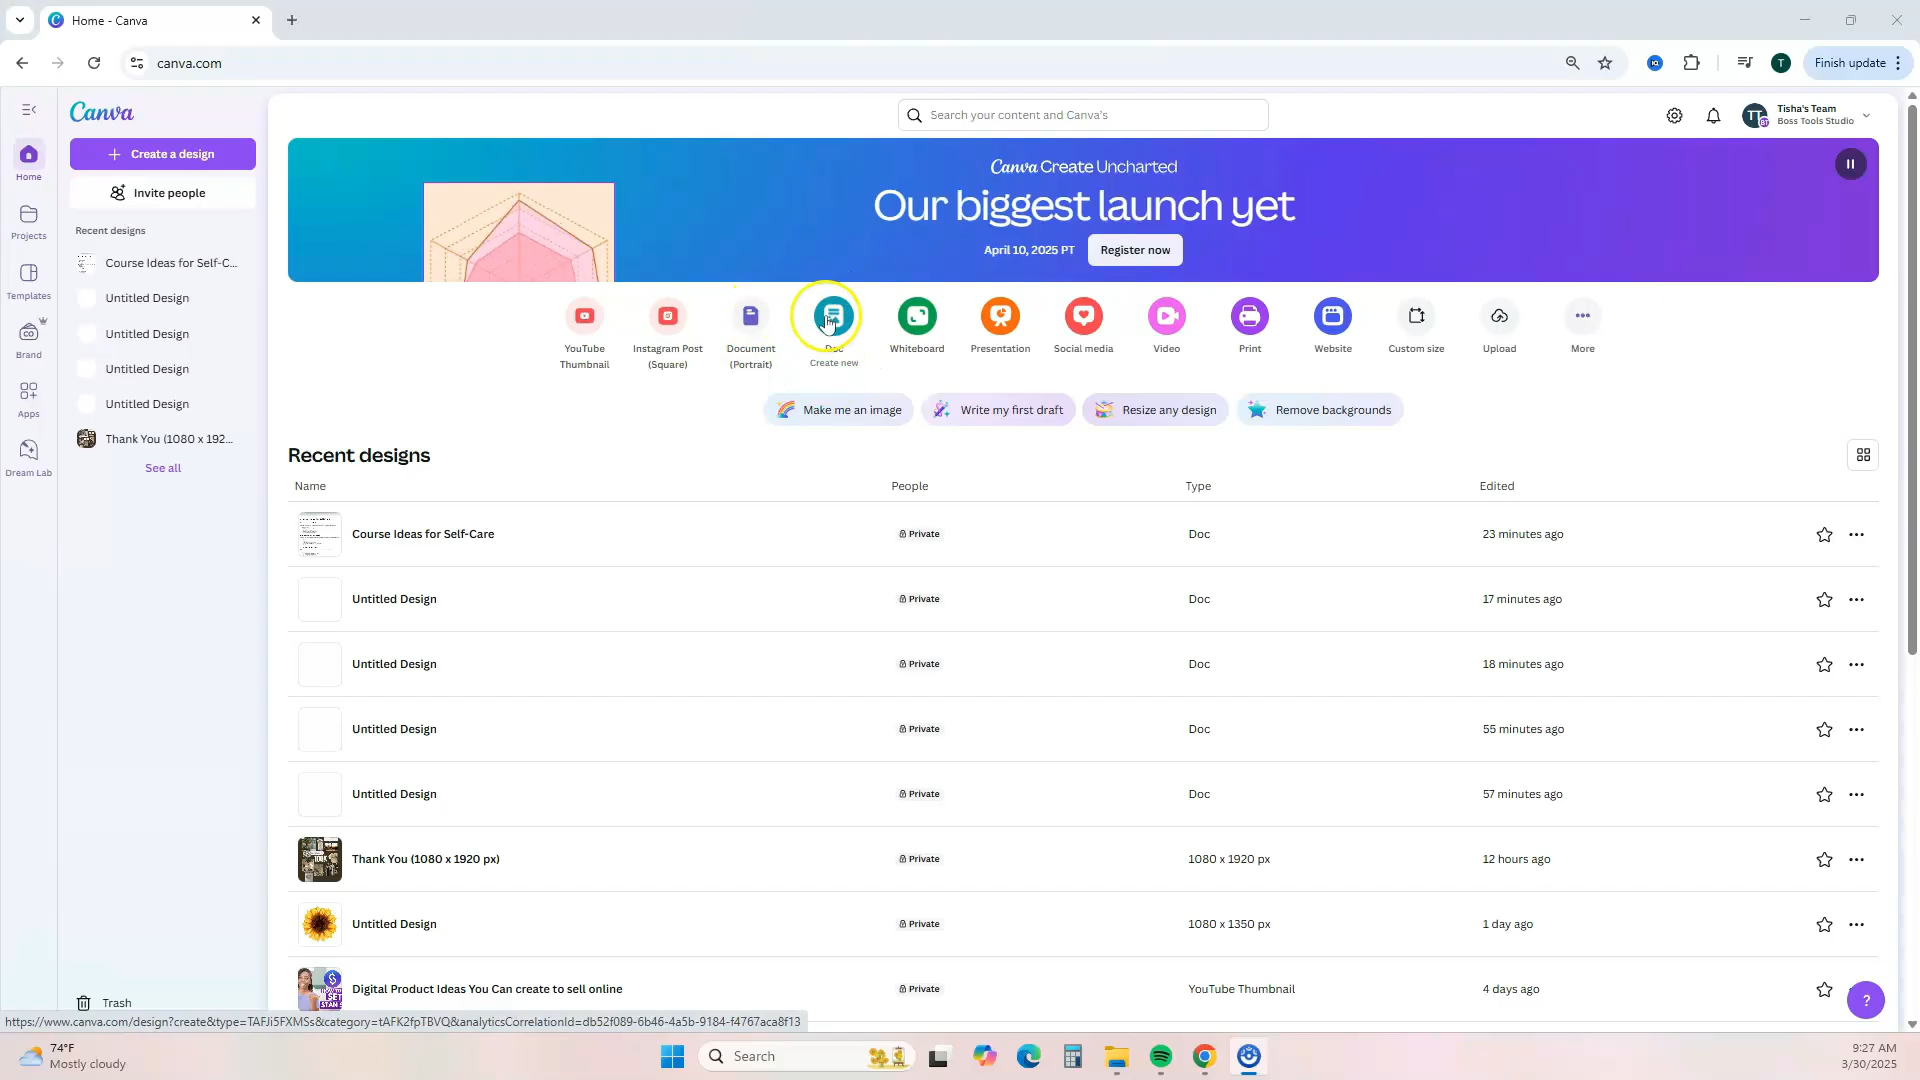 Home - Canva
canva.com
Finish update
Canva
Search your content and Canva's
Tisha's Team
Boss Tools Studio
TT
Create a design
Invite people
Home
Projects
Templates
Brand
Apps
Dream Lab
Recent designs
Course Ideas for Self-C...
Untitled Design
Untitled Design
Untitled Design
Untitled Design
Thank You (1080 x 192...
See all
Trash
Canva Create Uncharted
Our biggest launch yet
April 10, 2025 PT
Register now
YouTube Thumbnail
Instagram Post (Square)
Document (Portrait)
Doc
Create new
Whiteboard
Presentation
Social media
Video
Print
Website
Custom size
Upload
More
Make me an image
Write my first draft
Resize any design
Remove backgrounds
Recent designs
Name People Type Edited
Course Ideas for Self-Care Private Doc 23 minutes ago
Untitled Design Private Doc 17 minutes ago
Untitled Design Private Doc 18 minutes ago
Untitled Design Private Doc 55 minutes ago
Untitled Design Private Doc 57 minutes ago
Thank You (1080 x 1920 px) Private 1080 x 1920 px 12 hours ago
Untitled Design Private 1080 x 1350 px 1 day ago
Digital Product Ideas You Can create to sell online Private YouTube Thumbnail 4 days ago
?
https://www.canva.com/design?create&type=TAFJi5FXMSs&category=tAFK2fpTBVQ&analyticsCorrelationId=db52f089-6b46-4a5b-9184-f4767aca8f13
74°F
Mostly cloudy
Search
9:27 AM
3/30/2025